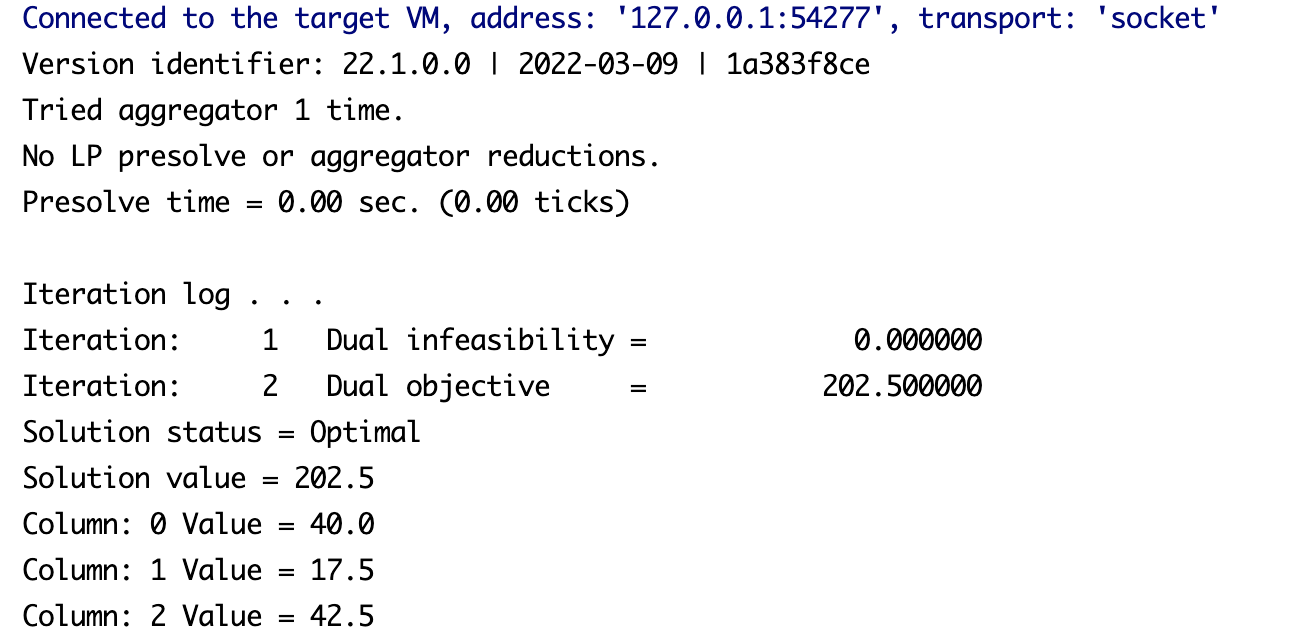 Connected to the target VM, address: '127.0.0.1:54277', transport: 'socket'
Version identifier: 22.1.0.0 | 2022-03-09 | 1a383f8ce
Tried aggregator 1 time.
No LP presolve or aggregator reductions.
Presolve time = 0.00 sec. (0.00 ticks)

Iteration log . . .
Iteration:     1   Dual infeasibility =             0.000000
Iteration:     2   Dual objective     =           202.500000
Solution status = Optimal
Solution value = 202.5
Column: 0 Value = 40.0
Column: 1 Value = 17.5
Column: 2 Value = 42.5